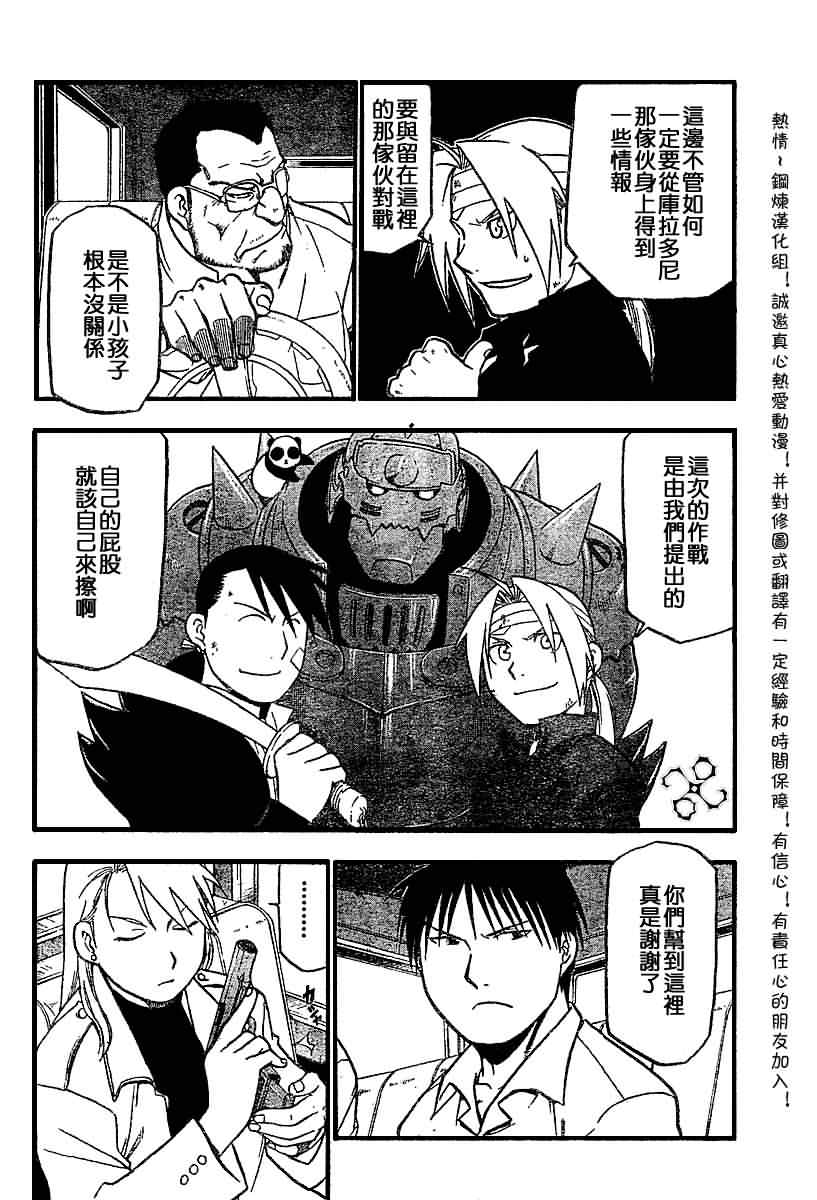 這邊不管如何
一定要從庫拉多尼
那傢伙身上得到
一些情報
要與留在這裡
的那傢伙對戰
是不是小孩子
根本沒關係
這次的作戰
是由我們提出的
自己的屁股
就該自己來擦啊
你們幫到這裡
真是謝謝了
………
カシャ
熱情～鋼煉漢化組！誠邀真心熱愛動漫！并對修圖或翻譯有一定經驗和時間保障！有信心！有責任心的朋友加入！